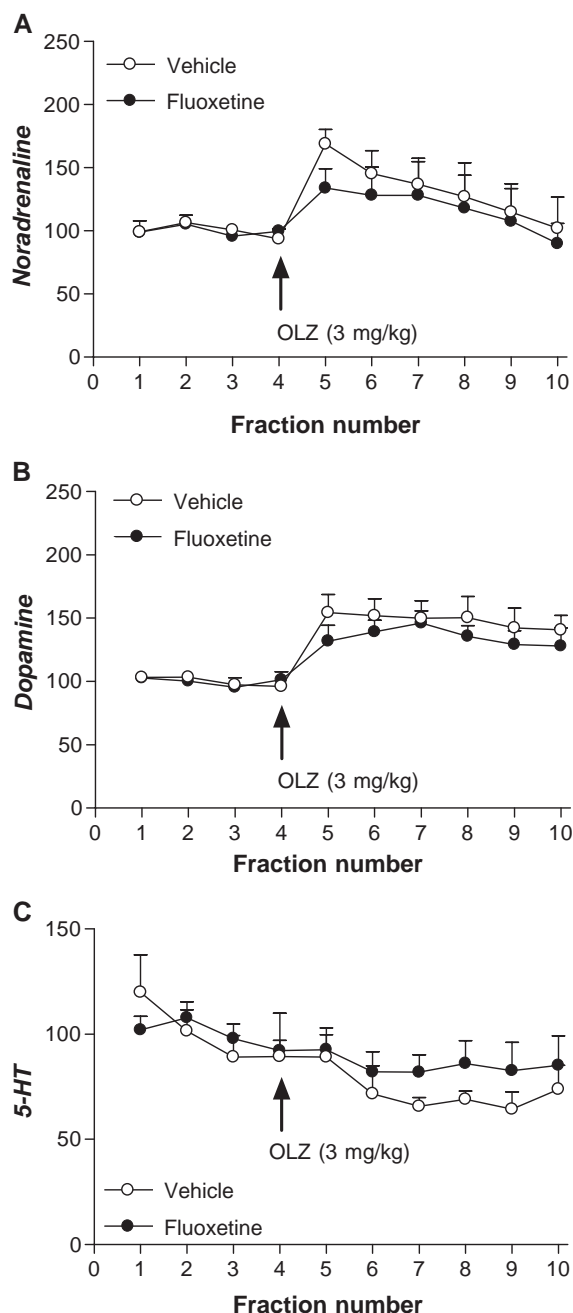 A
250
Vehicle
200
Fluoxetine
150
Noradrenaline
100
50
OLZ (3 mg/kg)
0
0 1 2 3 4 5 6 7 8 9 10
Fraction number
B
250
Vehicle
200
Fluoxetine
150
Dopamine
100
50
OLZ (3 mg/kg)
0
0 1 2 3 4 5 6 7 8 9 10
Fraction number
C
150
100
5-HT
50
OLZ (3 mg/kg)
Vehicle
Fluoxetine
0
0 1 2 3 4 5 6 7 8 9 10
Fraction number